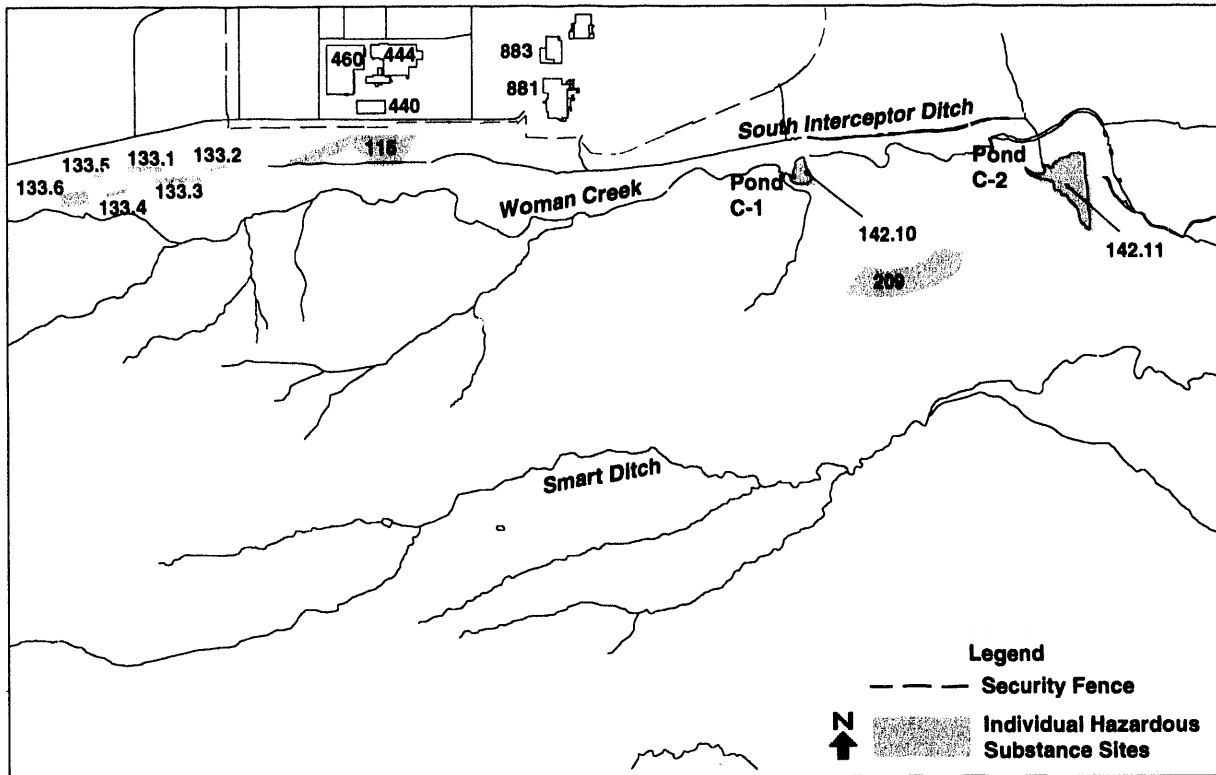 460
444
883
881
440
South Interceptor Ditch
115
133.5
133.1
133.2
133.6
133.3
133.4
Pond
C-2
Pond
C-1
Woman Creek
142.10
142.11
209
Smart Ditch
Legend
Security Fence
N
Individual Hazardous
Substance Sites